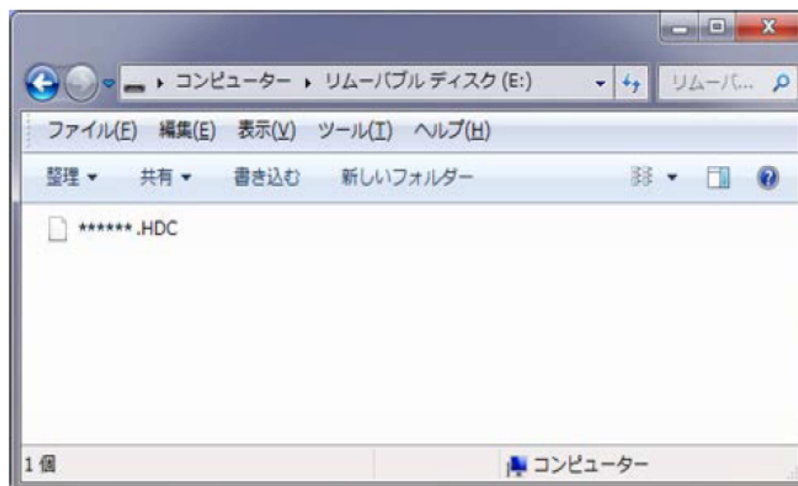 コンピューター ▸ リムーバブル ディスク (E:)
リムーバ...
ファイル(F) 編集(E) 表示(V) ツール(T) ヘルプ(H)
整理 ▼ 共有 ▼ 書き込む 新しいフォルダー
****** .HDC
1 個
コンピューター